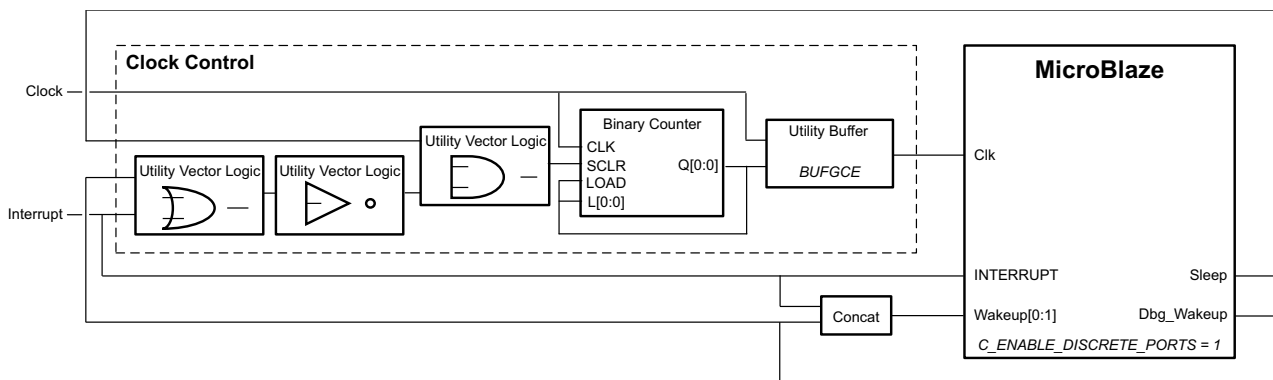 Clock Control
MicroBlaze
Clock
Binary Counter
Utility Buffer
Utility Vector Logic
CLK
SCLR
Q[0:0]
LOAD
L[0:0]
BUFGCE
Clk
Utility Vector Logic
Utility Vector Logic
Interrupt
INTERRUPT
Sleep
Concat
Wakeup[0:1]
Dbg_Wakeup
C_ENABLE_DISCRETE_PORTS = 1